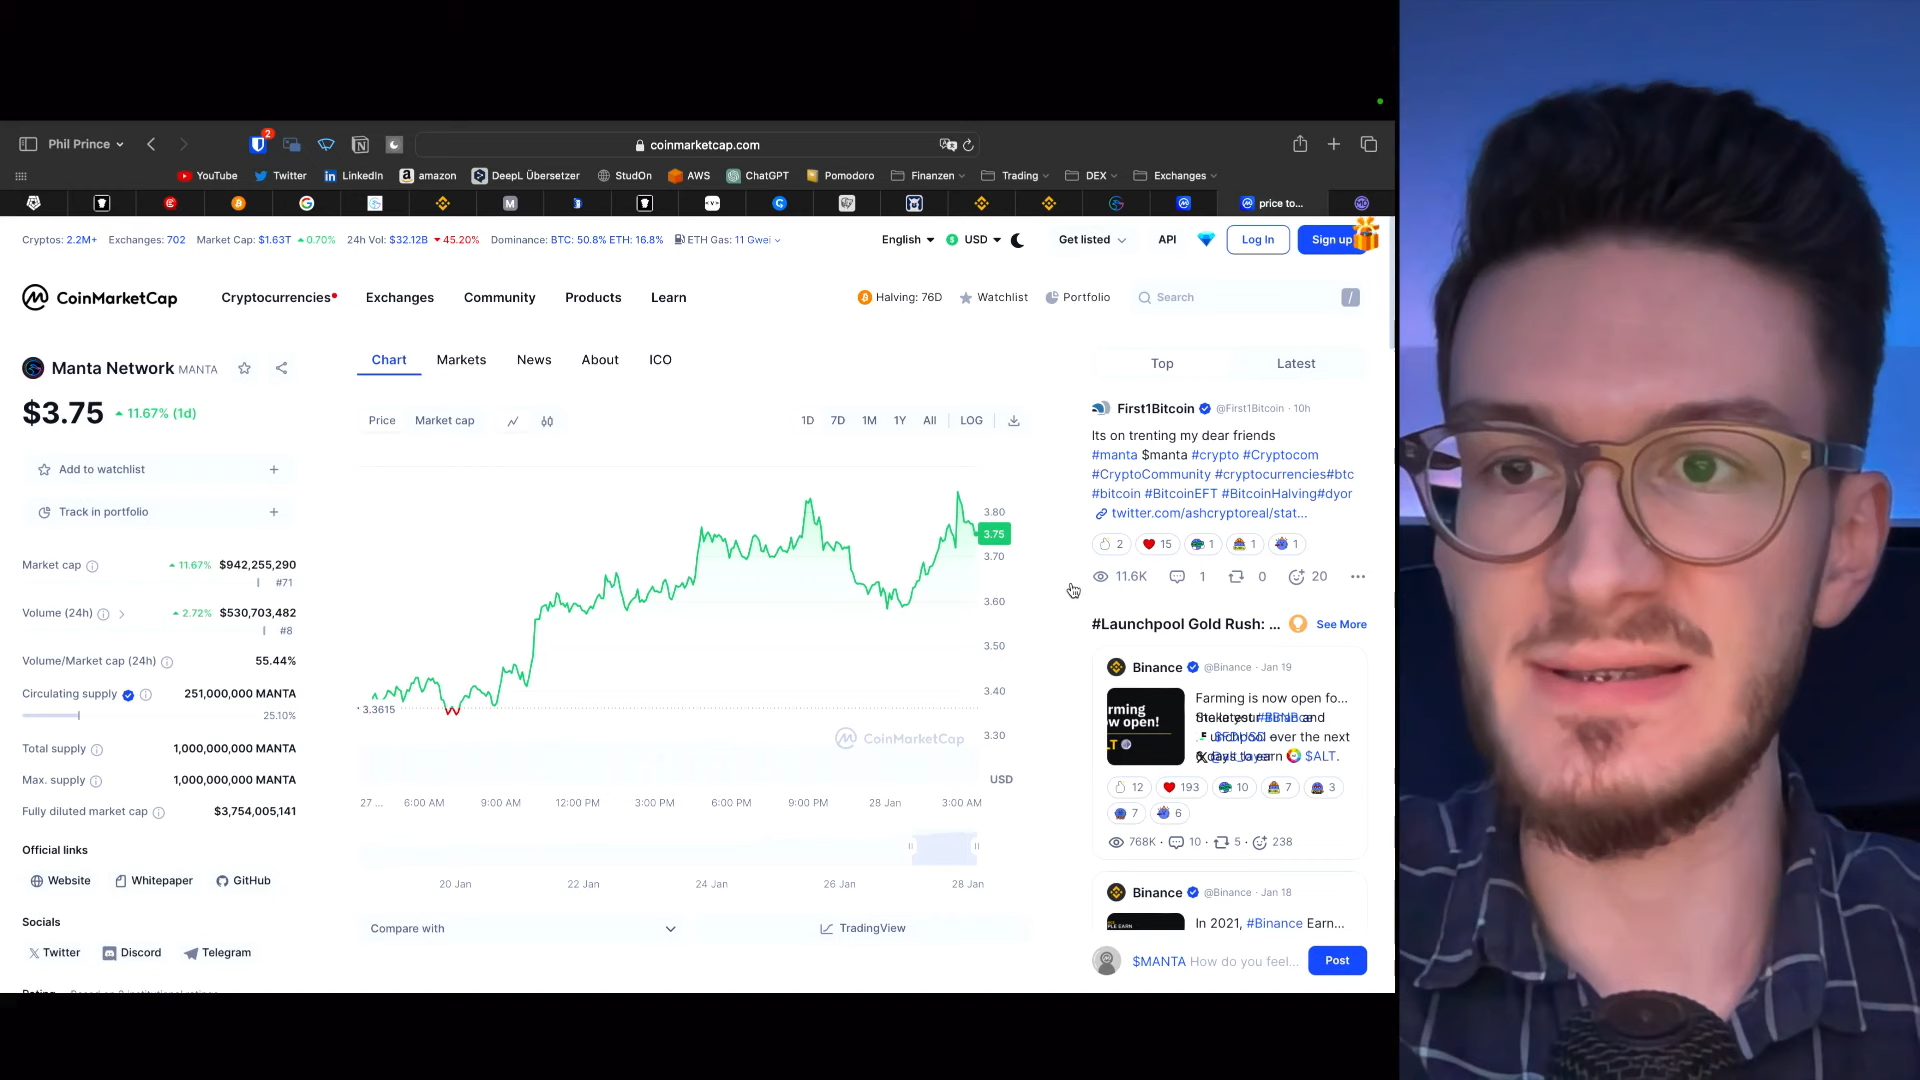 Phil Prince
2
coinmarketcap.com
YouTube Twitter LinkedIn amazon DeepL Übersetzer StudOn AWS ChatGPT Pomodoro Finanzen Trading DEX Exchanges
price to...
Cryptos: 2.2M+ Exchanges: 702 Market Cap: $1.63T 0.70% 24h Vol: $32.12B 45.20% Dominance: BTC: 50.8% ETH: 16.8% ETH Gas: 11 Gwei
English USD Get listed API Log In Sign up
CoinMarketCap Cryptocurrencies Exchanges Community Products Learn Halving: 76D Watchlist Portfolio Search /
Manta Network MANTA
$3.75 11.67% (1d)
Add to watchlist +
Track in portfolio +
Market cap 11.67% $942,255,290
#71
Volume (24h) 2.72% $530,703,482
#8
Volume/Market cap (24h) 55.44%
Circulating supply 251,000,000 MANTA
25.10%
Total supply 1,000,000,000 MANTA
Max. supply 1,000,000,000 MANTA
Fully diluted market cap $3,754,005,141
Official links
Website Whitepaper GitHub
Socials
Twitter Discord Telegram
Chart Markets News About ICO
Price Market cap 1D 7D 1M 1Y All LOG
3.80
3.75
3.70
3.60
3.50
3.40
3.3615
3.30
CoinMarketCap
USD
27 ... 6:00 AM 9:00 AM 12:00 PM 3:00 PM 6:00 PM 9:00 PM 28 Jan 3:00 AM
20 Jan 22 Jan 24 Jan 26 Jan 28 Jan
Compare with TradingView
Top Latest
First1Bitcoin @First1Bitcoin · 10h
Its on trenting my dear friends
#manta $manta #crypto #Cryptocom
#CryptoCommunity #cryptocurrencies#btc
#bitcoin #BitcoinEFT #BitcoinHalving#dyor
twitter.com/ashcryptoreal/stat...
2 15 1 1 1
11.6K 1 0 20
#Launchpool Gold Rush: ... See More
Binance @Binance · Jan 19
rming
w open!
LT
Farming is now open fo...
and
over the next
$ALT.
12 193 10 7 3
7 6
768K · 10 · 5 · 238
Binance @Binance · Jan 18
In 2021, #Binance Earn...
$MANTA How do you feel... Post